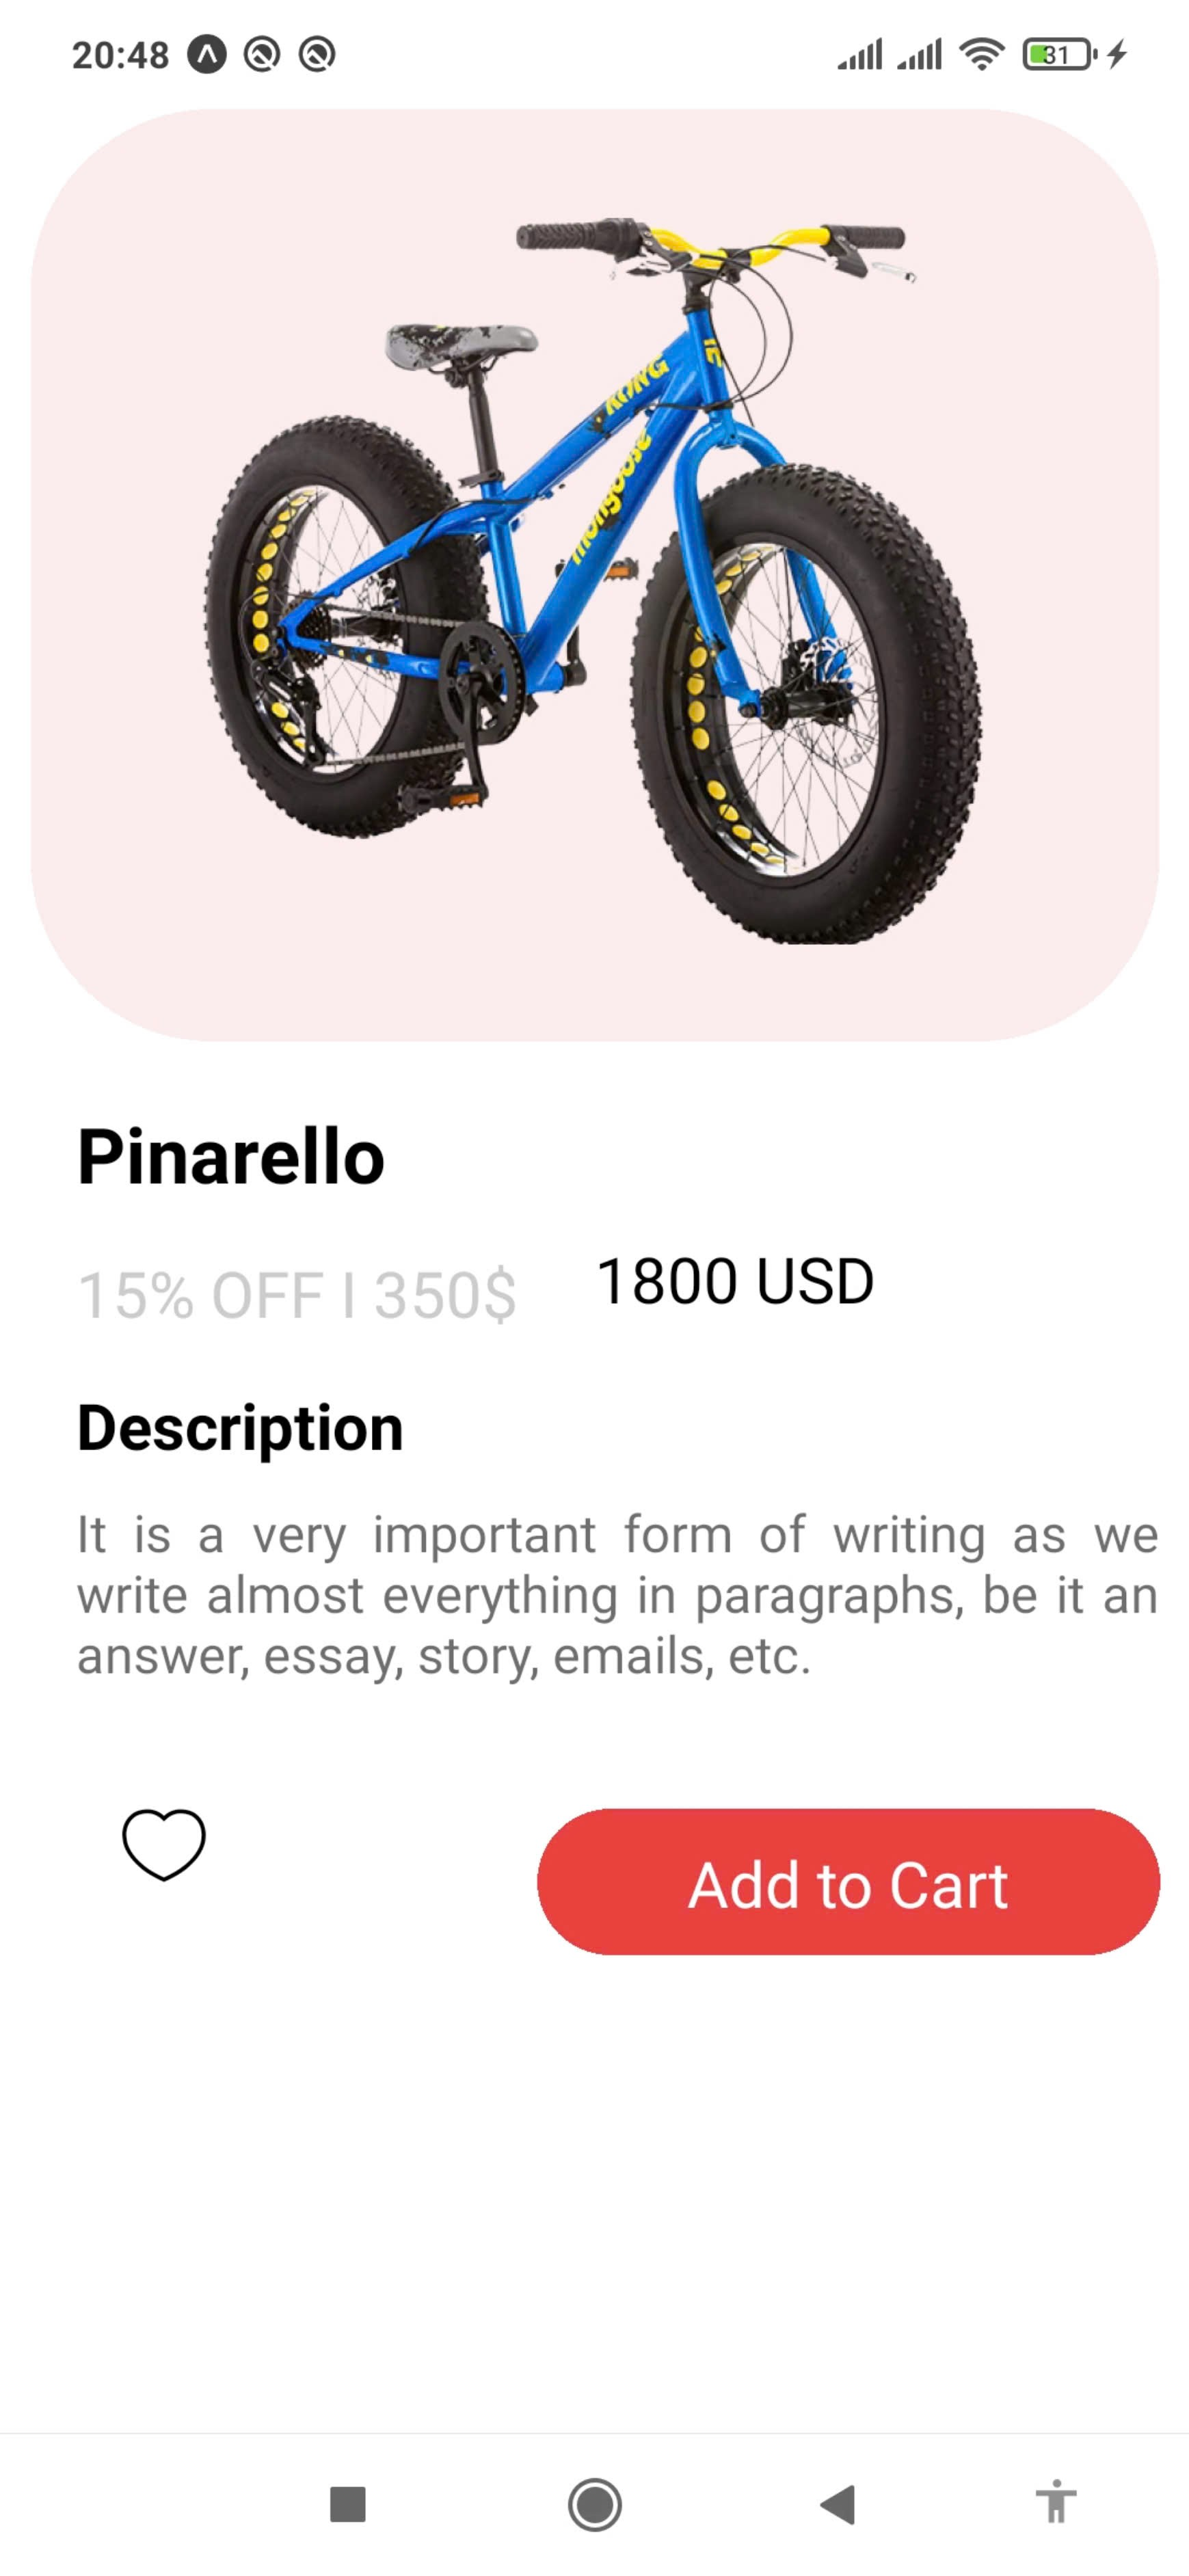 20:48
31
KONG
mongoose
Pinarello
15% OFF I 350$ 1800 USD
Description
It is a very important form of writing as we
write almost everything in paragraphs, be it an
answer, essay, story, emails, etc.
Add to Cart